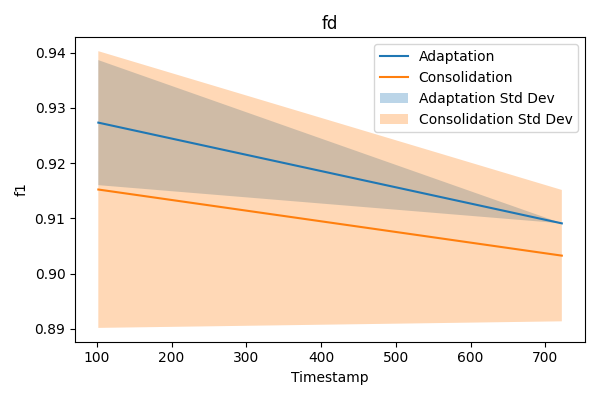 fd
0.94
0.93
0.92
0.91
0.90
0.89
f1
100
200
300
400
500
600
700
Timestamp
Adaptation
Consolidation
Adaptation Std Dev
Consolidation Std Dev